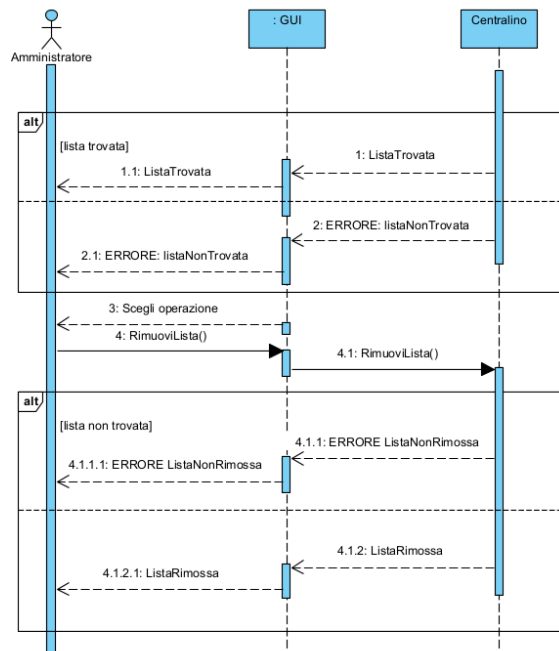 : GUI
Centralino
Amministratore
alt
[lista trovata]
1: ListaTrovata
1.1: ListaTrovata
2: ERRORE: listaNonTrovata
2.1: ERRORE: listaNonTrovata
3: Scegli operazione
4: RimuoviLista()
4.1: RimuoviLista()
alt
[lista non trovata]
4.1.1: ERRORE ListaNonRimossa
4.1.1.1: ERRORE ListaNonRimossa
4.1.2: ListaRimossa
4.1.2.1: ListaRimossa